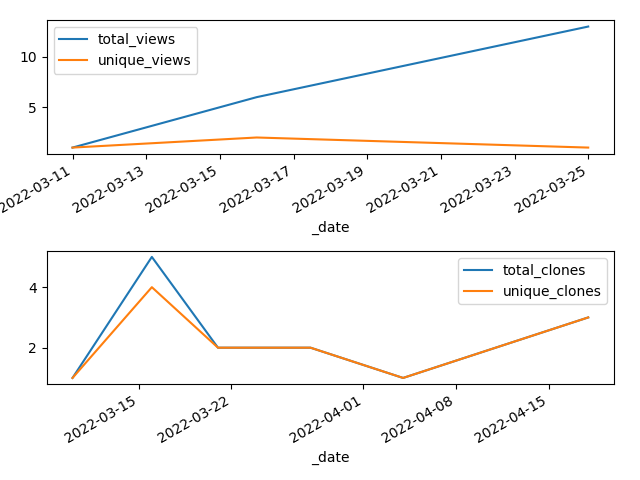 total_views
unique_views
10
5
2022-03-11
2022-03-13
2022-03-15
2022-03-17
2022-03-19
2022-03-21
2022-03-23
2022-03-25
_date
total_clones
unique_clones
4
2
2022-03-15
2022-03-22
2022-04-01
2022-04-08
2022-04-15
_date